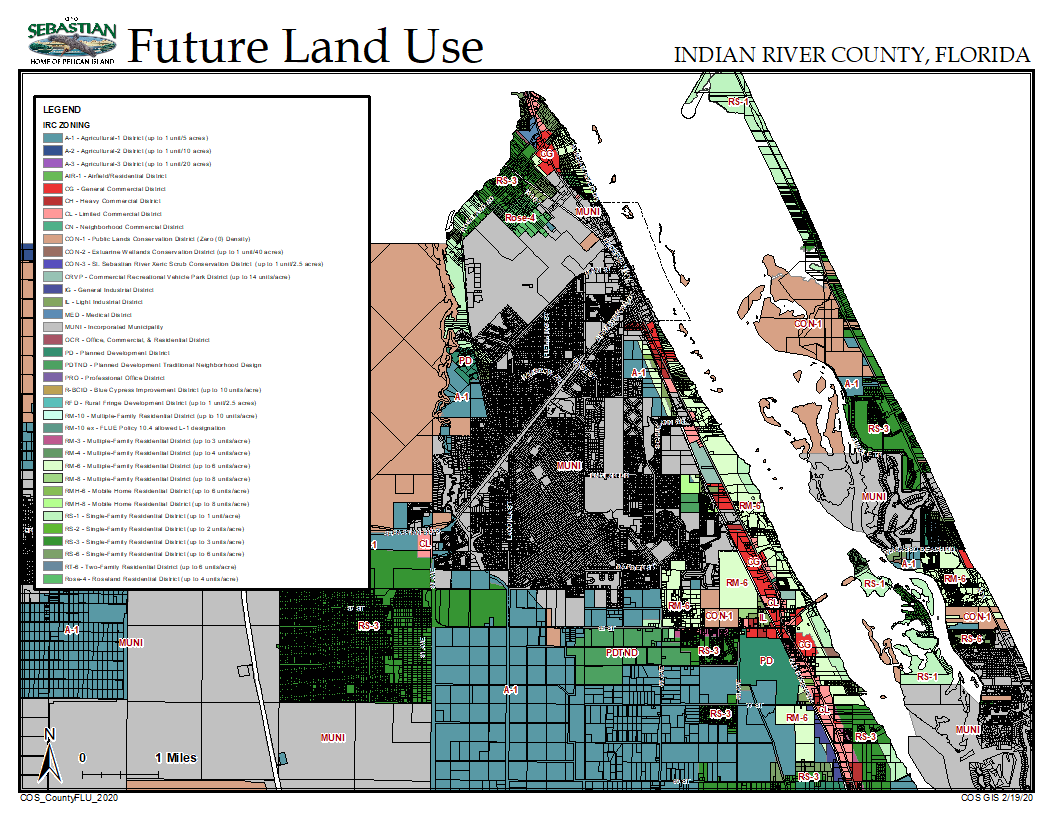 CITY OF
SEBASTIAN
HOME OF PELICAN ISLAND
Future Land Use
INDIAN RIVER COUNTY, FLORIDA
LEGEND
IRC ZONING
A-1 - Agricultural-1 District (up to 1 unit/5 acres)
A-2 - Agricultural-2 District (up to 1 unit/10 acres)
A-3 - Agricultural-3 District (up to 1 unit/20 acres)
AIR-1 - Airfield/Residential District
CG - General Commercial District
CH - Heavy Commercial District
CL - Limited Commercial District
CN - Neighborhood Commercial District
CON-1 - Public Lands Conservation District (Zero (0) Density)
CON-2 - Estuarine Wetlands Conservation District (up to 1 unit/40 acres)
CON-3 - St. Sebastian River Xeric Scrub Conservation District (up to 1 unit/2.5 acres)
CRVP - Commercial Recreational Vehicle Park District (up to 14 units/acre)
IG - General Industrial District
IL - Light Industrial District
MED - Medical District
MUNI - Incorporated Municipality
OCR - Office, Commercial, & Residential District
PD - Planned Development District
PDTND - Planned Development Traditional Neighborhood Design
PRO - Professional Office District
R-BCID - Blue Cypress Improvement District (up to 10 units/acre)
RFD - Rural Fringe Development District (up to 1 unit/2.5 acres)
RM-10 - Multiple-Family Residential District (up to 10 units/acre)
RM-10 ex - FLUE Policy 10.4 allowed L-1 designation
RM-3 - Multiple-Family Residential District (up to 3 units/acre)
RM-4 - Multiple-Family Residential District (up to 4 units/acre)
RM-6 - Multiple-Family Residential District (up to 6 units/acre)
RM-8 - Multiple-Family Residential District (up to 8 units/acre)
RMH-6 - Mobile Home Residential District (up to 6 units/acre)
RMH-8 - Mobile Home Residential District (up to 8 units/acre)
RS-1 - Single-Family Residential District (up to 1 unit/acre)
RS-2 - Single-Family Residential District (up to 2 units/acre)
RS-3 - Single-Family Residential District (up to 3 units/acre)
RS-6 - Single-Family Residential District (up to 6 units/acre)
RT-6 - Two-Family Residential District (up to 6 units/acre)
Rose-4 - Roseland Residential District (up to 4 units/acre)
RS-1
CG
RS-3
Rose-4
MUNI
CON-1
PD
A-1
A-1
A-1
RS-3
MUNI
MUNI
RM-6
CL
1
CG
A-1
RM-6
RS-1
RM-6
RM-6
CL
CON-1
IL
CON-1
RS-3
A-1
MUNI
RS-6
CG
RS-3
PDTND
PD
RS-1
A-1
CL
RS-3
RM-6
MUNI
RS-3
MUNI
RS-3
N
0
1 Miles
COS_CountyFLU_2020
COS GIS 2/19/20